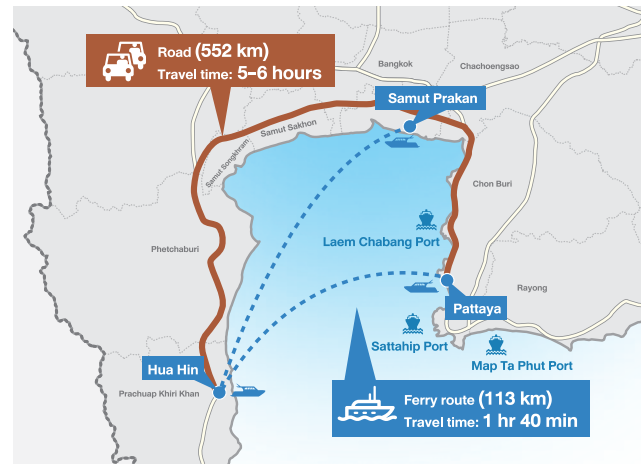 Road (552 km)
Travel time: 5–6 hours
Bangkok
Chachoengsao
Samut Prakan
Samut Sakhon
Samut Songkhram
Chon Buri
Laem Chabang Port
Phetchaburi
Rayong
Pattaya
Sattahip Port
Map Ta Phut Port
Hua Hin
Prachuap Khiri Khan
Ferry route (113 km)
Travel time: 1 hr 40 min